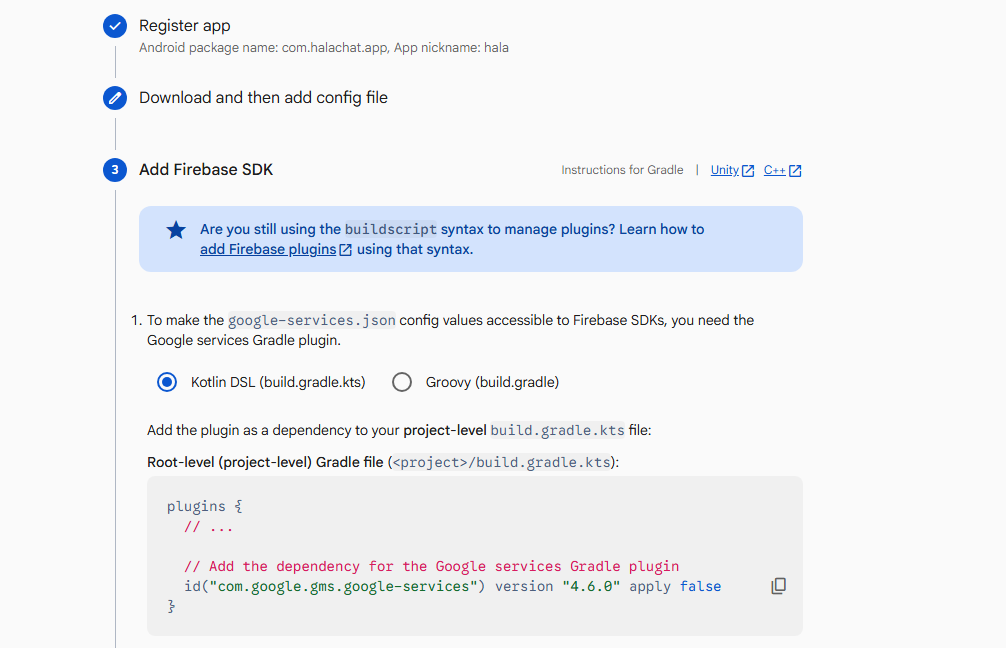 Register app
Android package name: com.halachat.app, App nickname: hala
Download and then add config file
3 Add Firebase SDK Instructions for Gradle | Unity C++
Are you still using the buildscript syntax to manage plugins? Learn how to
add Firebase plugins using that syntax.
1. To make the google-services.json config values accessible to Firebase SDKs, you need the
Google services Gradle plugin.
Kotlin DSL (build.gradle.kts) Groovy (build.gradle)
Add the plugin as a dependency to your project-level build.gradle.kts file:
Root-level (project-level) Gradle file (<project>/build.gradle.kts):
plugins {
// ...
// Add the dependency for the Google services Gradle plugin
id("com.google.gms.google-services") version "4.6.0" apply false
}